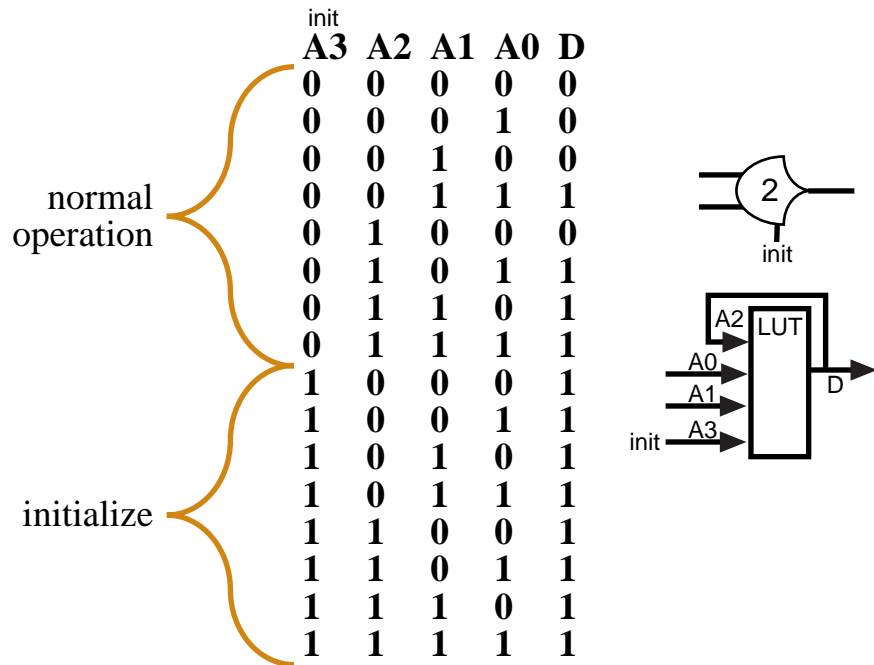 init
A3 A2 A1 A0 D
0 0 0 0 0
0 0 0 1 0
0 0 1 0 0
0 0 1 1 1
0 1 0 0 0
0 1 0 1 1
0 1 1 0 1
0 1 1 1 1
1 0 0 0 1
1 0 0 1 1
1 0 1 0 1
1 0 1 1 1
1 1 0 0 1
1 1 0 1 1
1 1 1 0 1
1 1 1 1 1
normal
operation
initialize
2
init
A2 LUT
A0
D
A1
init A3